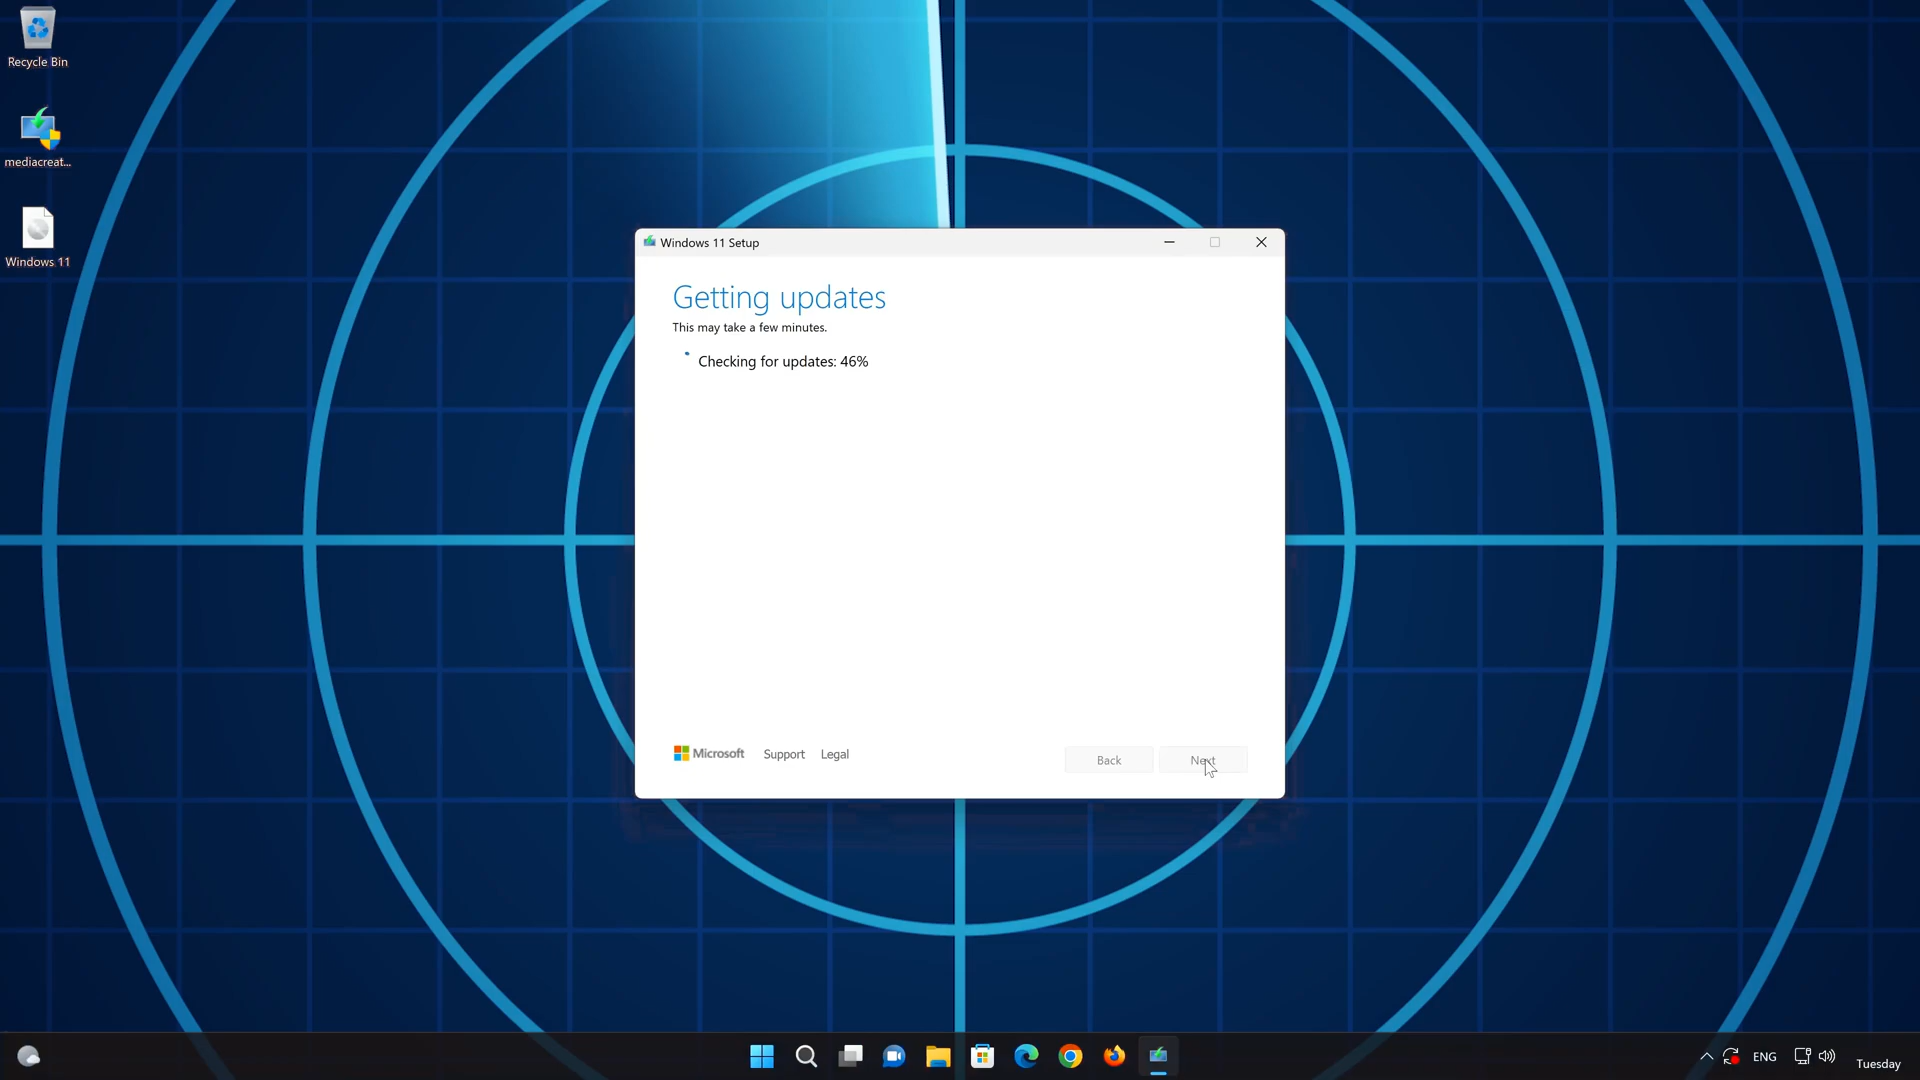 Recycle Bin
mediacreat...
Windows 11
Windows 11 Setup
Getting updates
This may take a few minutes.
Checking for updates: 46%
Microsoft Support Legal
Back Next
ENG
Tuesday